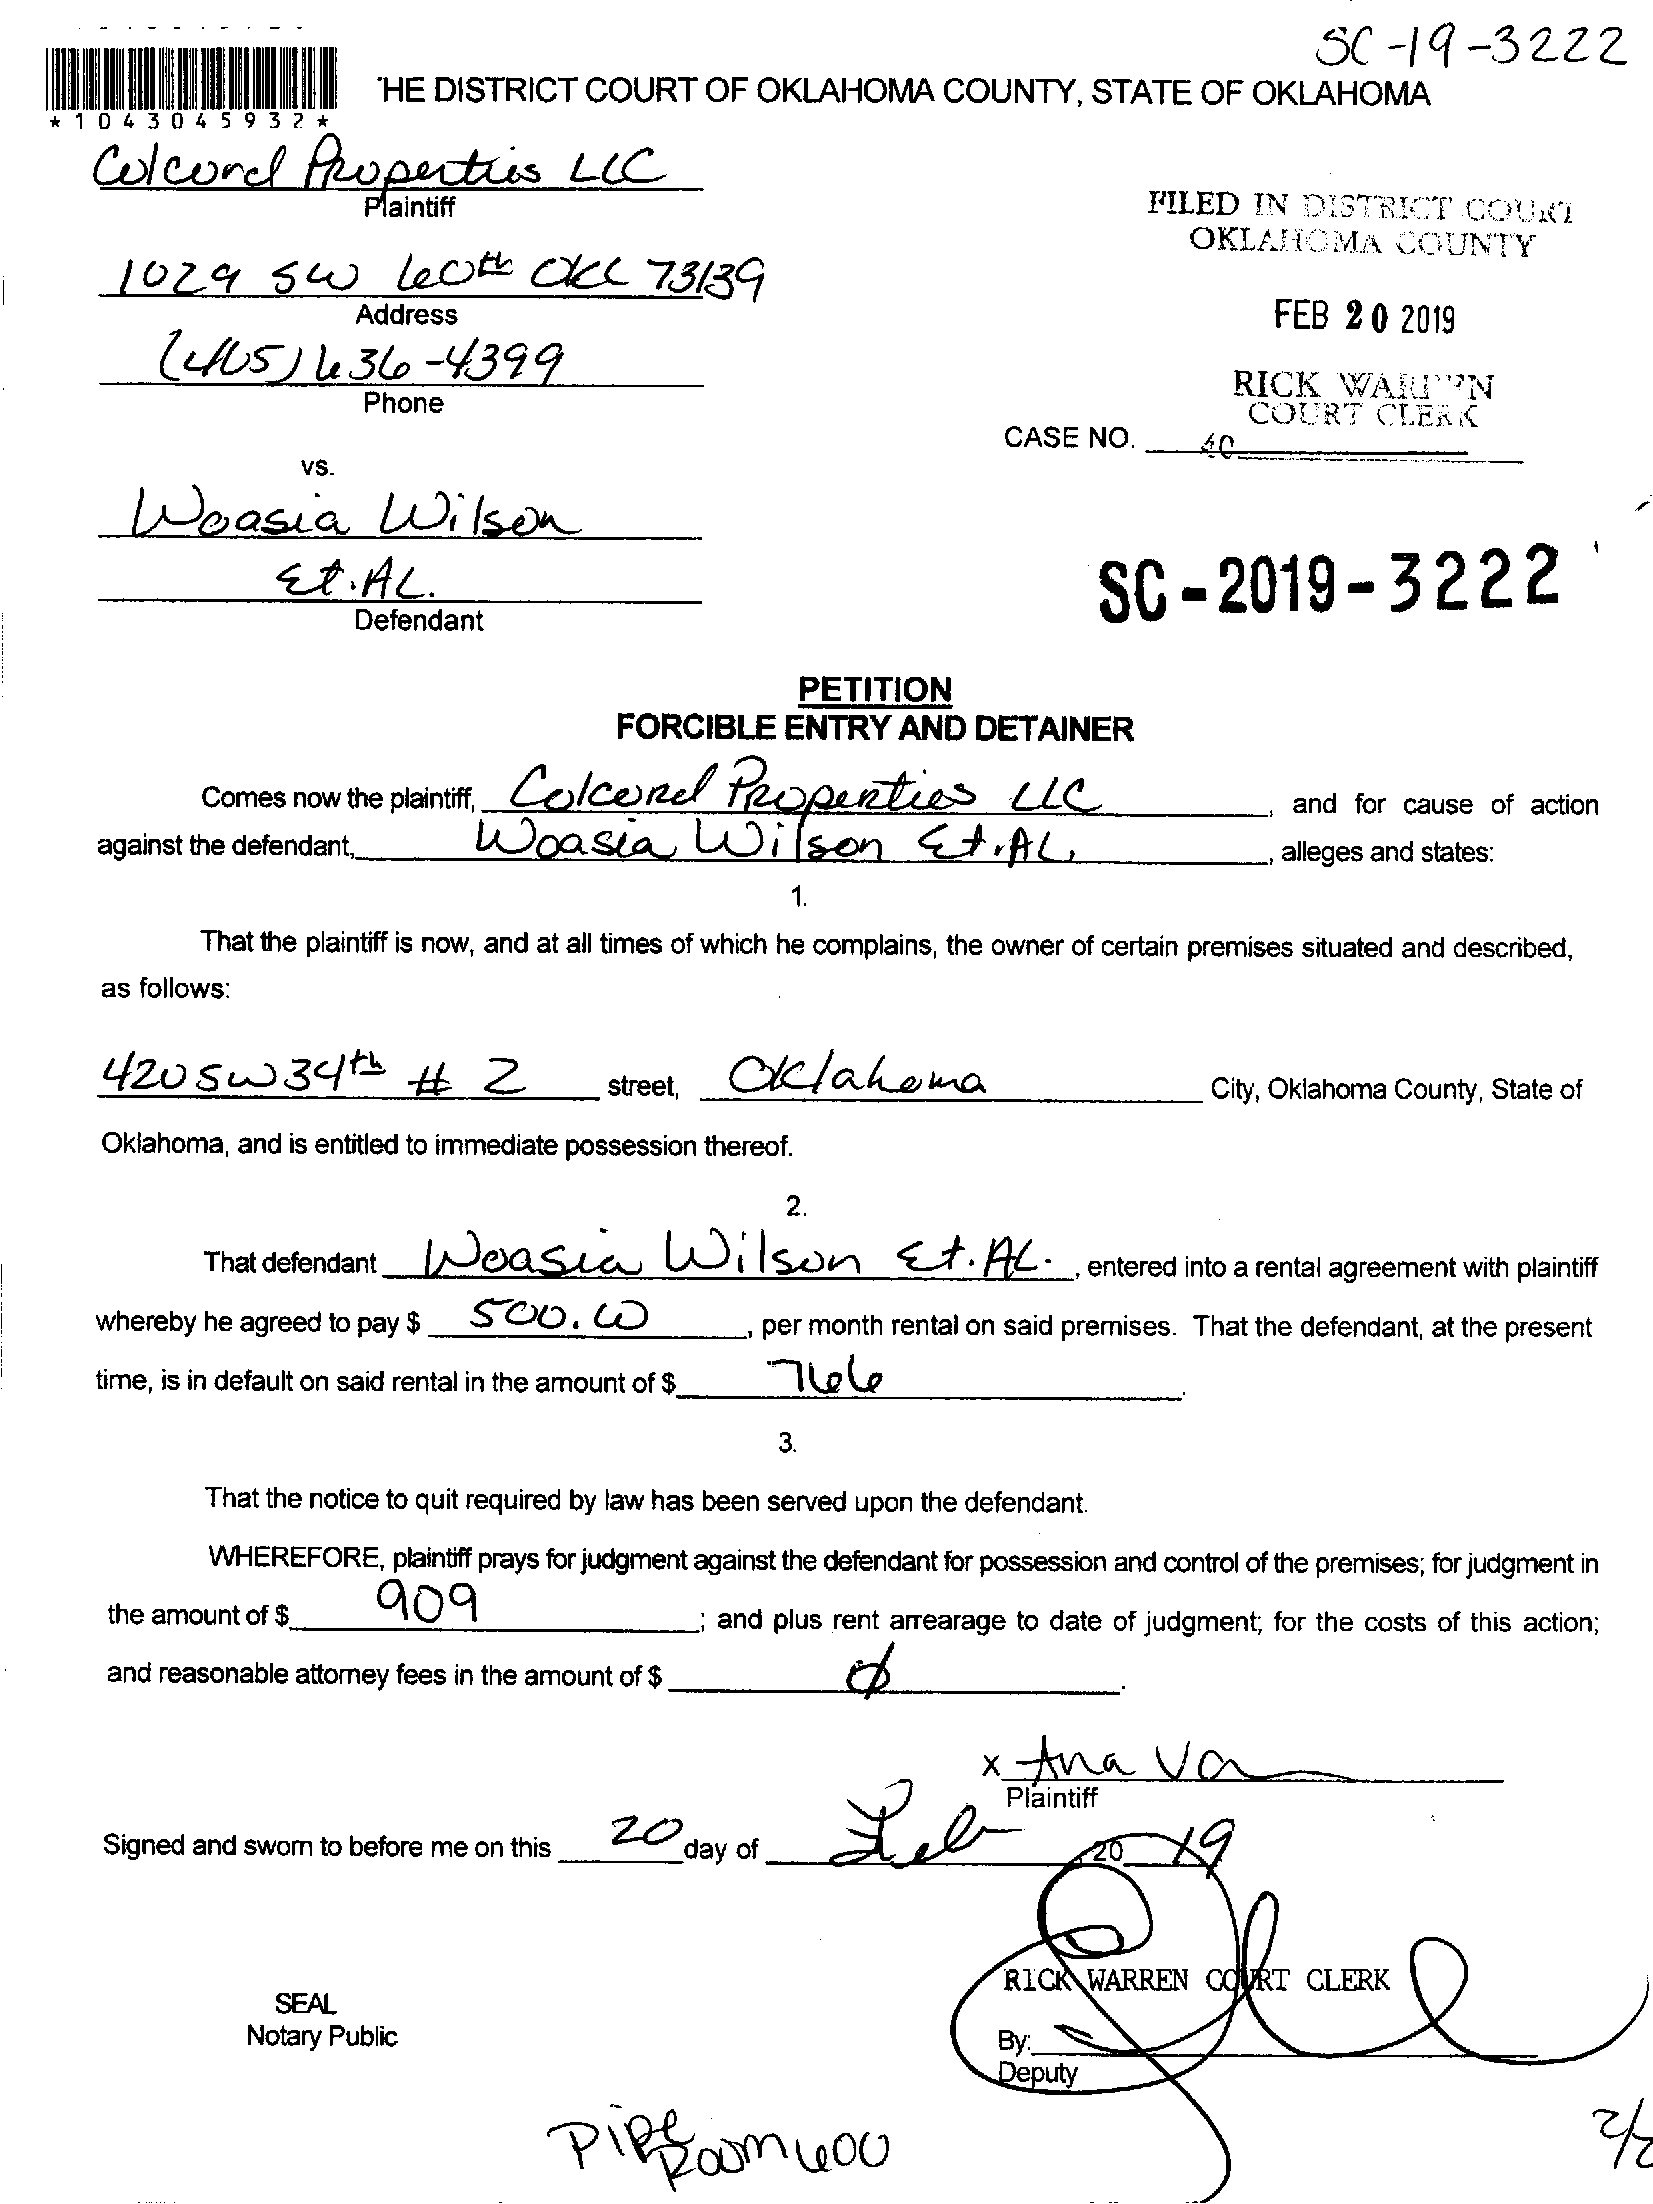 SC-19-3222
'HE DISTRICT COURT OF OKLAHOMA COUNTY, STATE OF OKLAHOMA
*1043045932*
Colcord Properties LLC
Plaintiff
FILED IN DISTRICT COURT
OKLAHOMA COUNTY
1029 SW 60th OKC 73139
Address
FEB 20 2019
(405) 636-4399
Phone
RICK WARREN
COURT CLERK
CASE NO. 40
vs.
Woasia Wilson
Et.AL.
Defendant
SC-2019-3222
PETITION
FORCIBLE ENTRY AND DETAINER
Comes now the plaintiff, Colcord Properties LLC, and for cause of action
against the defendant, Woasia Wilson Et.AL., alleges and states:
1.
That the plaintiff is now, and at all times of which he complains, the owner of certain premises situated and described,
as follows:
420 SW 34th # 2 street, Oklahoma City, Oklahoma County, State of
Oklahoma, and is entitled to immediate possession thereof.
2.
That defendant Woasia Wilson Et.AL., entered into a rental agreement with plaintiff
whereby he agreed to pay $ 500.00, per month rental on said premises. That the defendant, at the present
time, is in default on said rental in the amount of $ 766.
3.
That the notice to quit required by law has been served upon the defendant.
WHEREFORE, plaintiff prays for judgment against the defendant for possession and control of the premises; for judgment in
the amount of $ 909; and plus rent arrearage to date of judgment; for the costs of this action;
and reasonable attorney fees in the amount of $ ∅.
x Ana
Plaintiff
Signed and sworn to before me on this 20 day of Feb, 20 19
RICK WARREN COURT CLERK
SEAL
Notary Public
By:
Deputy
Room 600